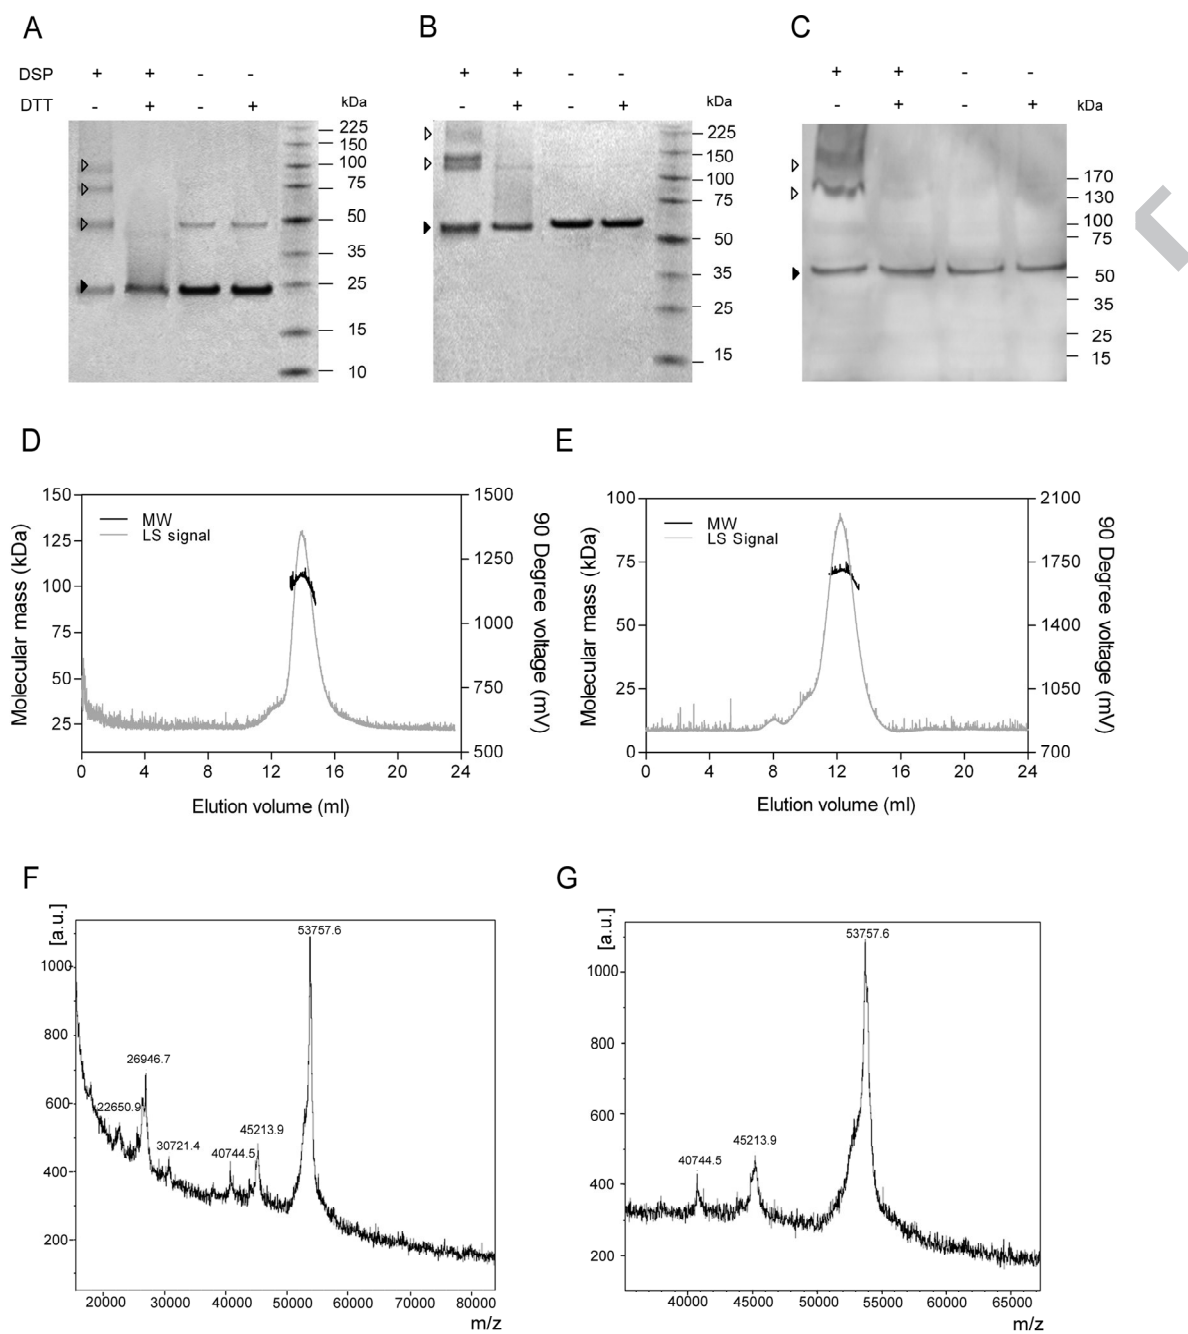 A
B
C
DSP + + - -
DTT - + - + kDa
225
150
100
75
50
35
25
15
10
+ + - -
- + - + kDa
225
150
100
75
50
35
25
15
+ + - -
- + - + kDa
170
130
100
75
50
35
25
15
D
Molecular mass (kDa)
150
125
100
75
50
25
MW
LS signal
1500
1250
1000
750
500
90 Degree voltage (mV)
0 4 8 12 16 20 24
Elution volume (ml)
E
Molecular mass (kDa)
100
75
50
25
0
MW
LS Signal
2100
1750
1400
1050
700
90 Degree voltage (mV)
0 4 8 12 16 20 24
Elution volume (ml)
F
[a.u.]
1000
800
600
400
200
53757.6
26946.7
22650.9
30721.4
40744.5
45213.9
20000 30000 40000 50000 60000 70000 80000
m/z
G
[a.u.]
1000
800
600
400
200
53757.6
45213.9
40744.5
40000 45000 50000 55000 60000 65000
m/z